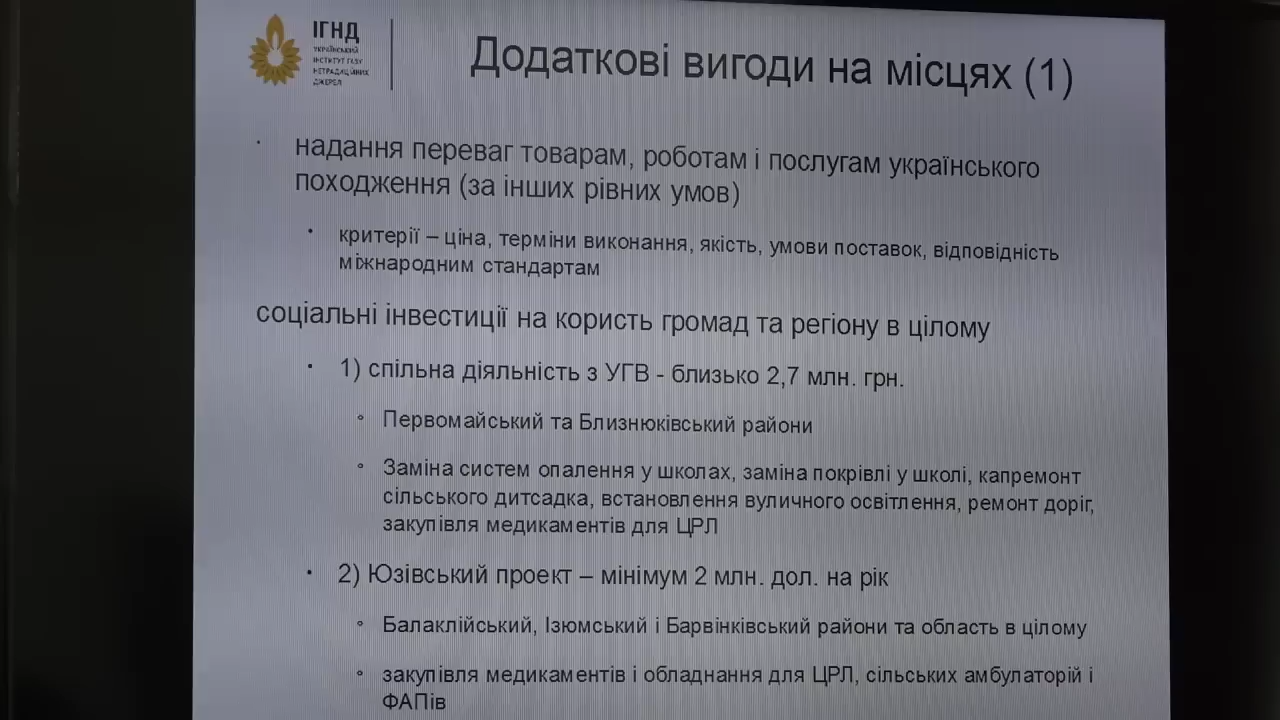 ІГНД
УКРАЇНСЬКИЙ
ІНСТИТУТ ГАЗУ
НЕТРАДИЦІЙНИХ
ДЖЕРЕЛ
Додаткові вигоди на місцях (1)
надання переваг товарам, роботам і послугам українського
походження (за інших рівних умов)
критерії – ціна, терміни виконання, якість, умови поставок, відповідність
міжнародним стандартам
соціальні інвестиції на користь громад та регіону в цілому
1) спільна діяльність з УГВ - близько 2,7 млн. грн.
Первомайський та Близнюківський райони
Заміна систем опалення у школах, заміна покрівлі у школі, капремонт
сільського дитсадка, встановлення вуличного освітлення, ремонт доріг,
закупівля медикаментів для ЦРЛ
2) Юзівський проект – мінімум 2 млн. дол. на рік
Балаклійський, Ізюмський і Барвінківський райони та область в цілому
закупівля медикаментів і обладнання для ЦРЛ, сільських амбулаторій і
ФАПів